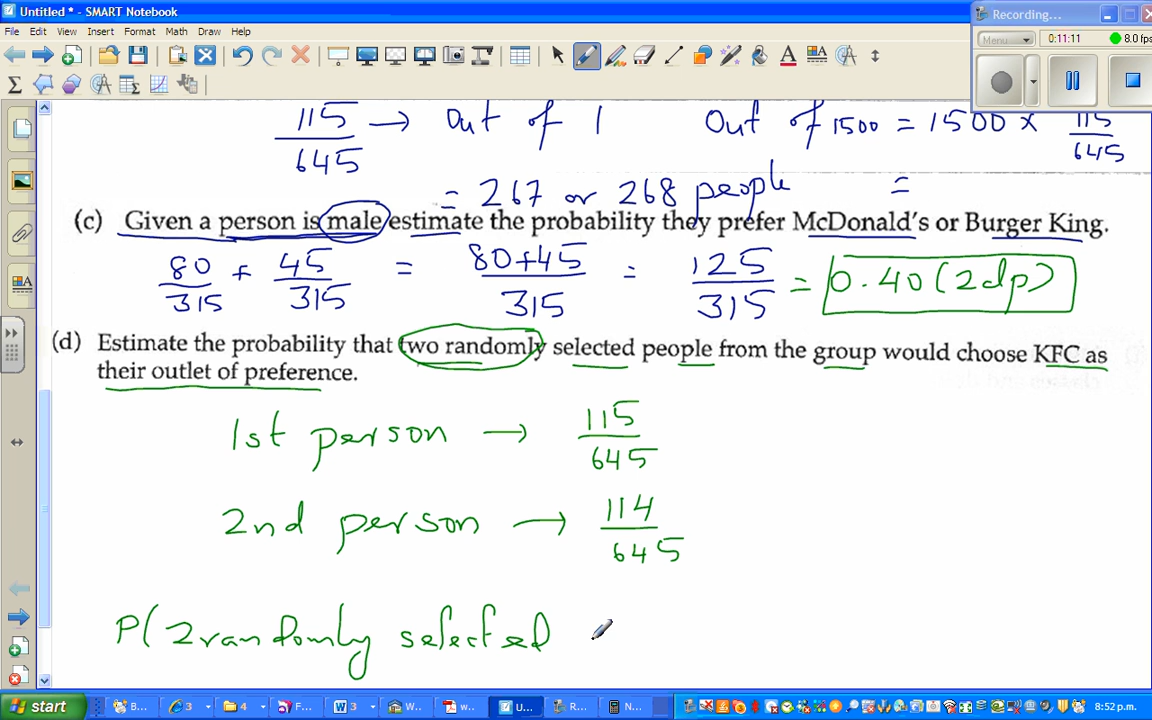 Untitled * - SMART Notebook
Recording...
File Edit View Insert Format Math Draw Help
Menu 0:11:11 8.0 fps
115/645 → Out of 1 Out of 1500 = 1500 × 115/645
= 267 or 268 people =
(c) Given a person is male estimate the probability they prefer McDonald's or Burger King.
80/315 + 45/315 = 80+45/315 = 125/315 = 0.40 (2dp)
(d) Estimate the probability that two randomly selected people from the group would choose KFC as
their outlet of preference.
1st person → 115/645
2nd person → 114/645
P( 2 randomly selected
start B... 3 4 F... W... 3 W... w... U... R... N... 8:52 p.m.